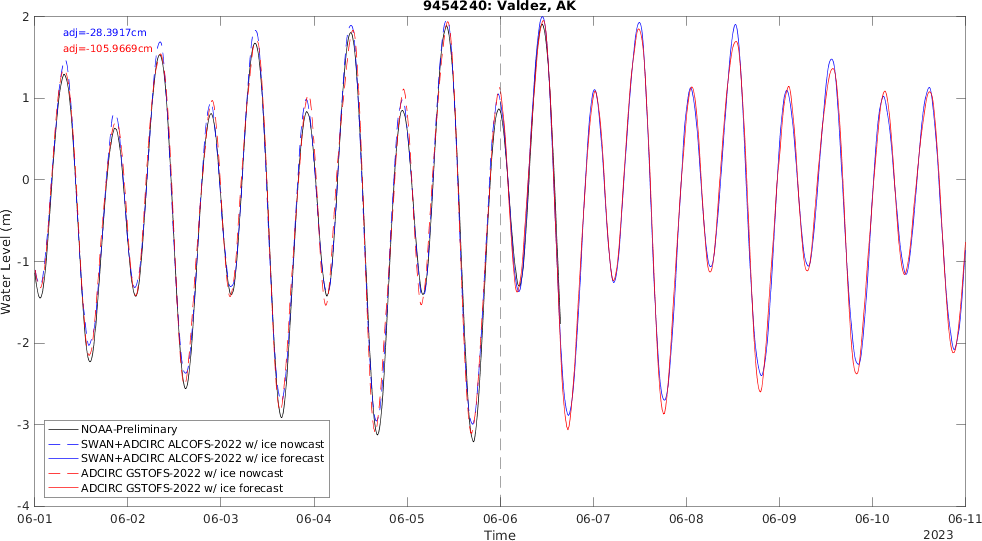 9454240: Valdez, AK
adj=-28.3917cm
adj=-105.9669cm
2
1
0
-1
-2
-3
-4
Water Level (m)
NOAA-Preliminary
SWAN+ADCIRC ALCOFS-2022 w/ ice nowcast
SWAN+ADCIRC ALCOFS-2022 w/ ice forecast
ADCIRC GSTOFS-2022 w/ ice nowcast
ADCIRC GSTOFS-2022 w/ ice forecast
06-01 06-02 06-03 06-04 06-05 06-06 06-07 06-08 06-09 06-10 06-11
Time
2023